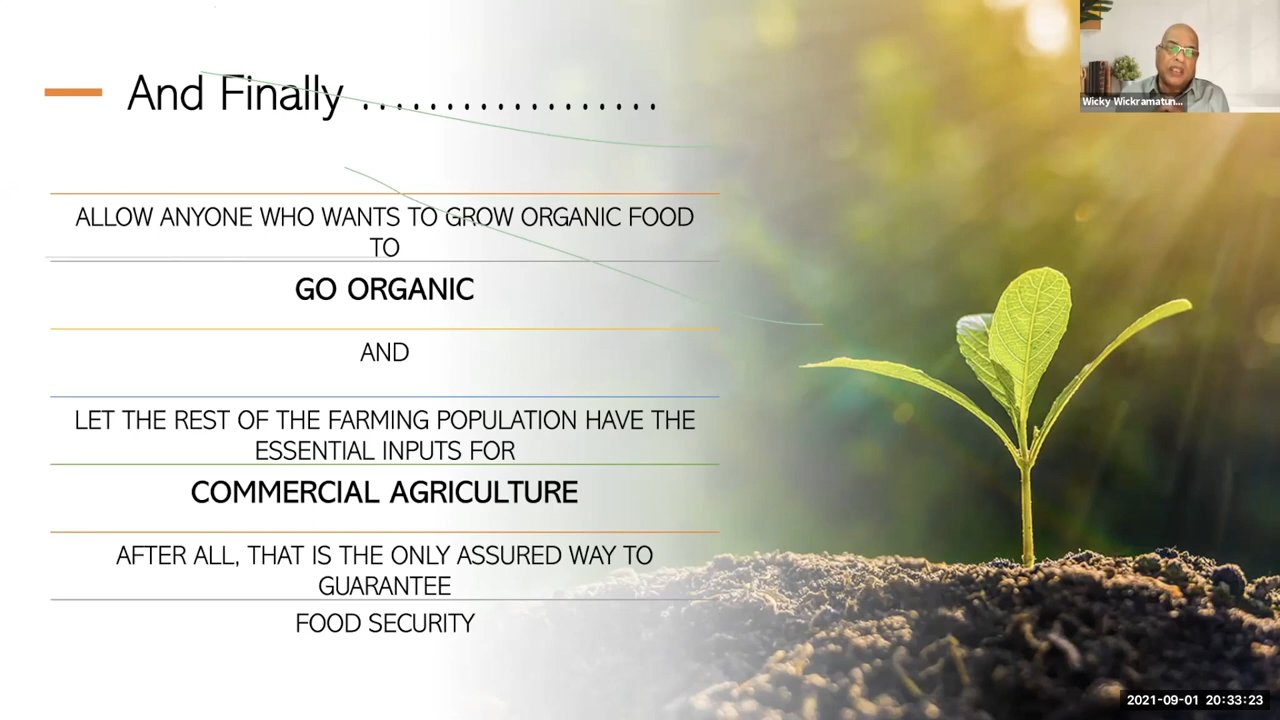 And Finally ..................
ALLOW ANYONE WHO WANTS TO GROW ORGANIC FOOD
TO
GO ORGANIC
AND
LET THE REST OF THE FARMING POPULATION HAVE THE
ESSENTIAL INPUTS FOR
COMMERCIAL AGRICULTURE
AFTER ALL, THAT IS THE ONLY ASSURED WAY TO
GUARANTEE
FOOD SECURITY
Wicky Wickramatun...
2021-09-01 20:33:23